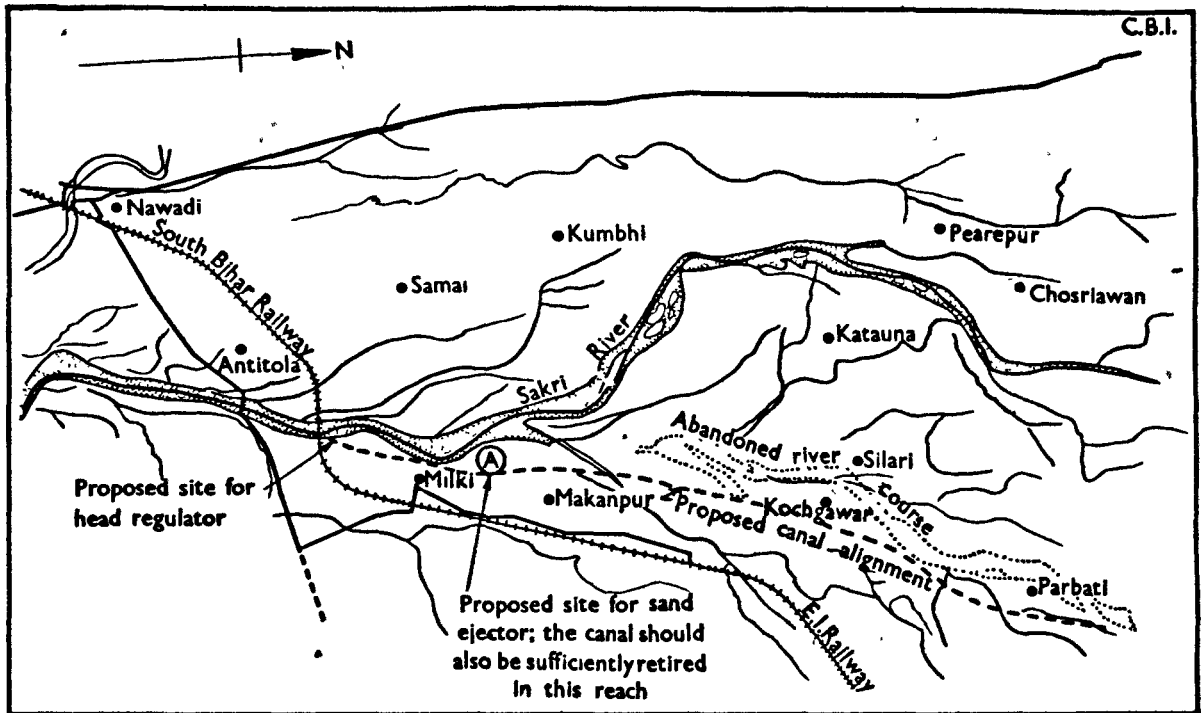 C.B.I.
N
Nawadi
South Bihar Railway
Kumbhi
Pearepur
Samai
Chosriawan
River
Katauna
Antitola
Sakri
Abandoned river
Silari
A
Milki
Proposed site for
head regulator
Makanpur
Kochgawar
course
Proposed canal alignment
Parbati
Proposed site for sand
ejector; the canal should
also be sufficiently retired
in this reach
E I Railway